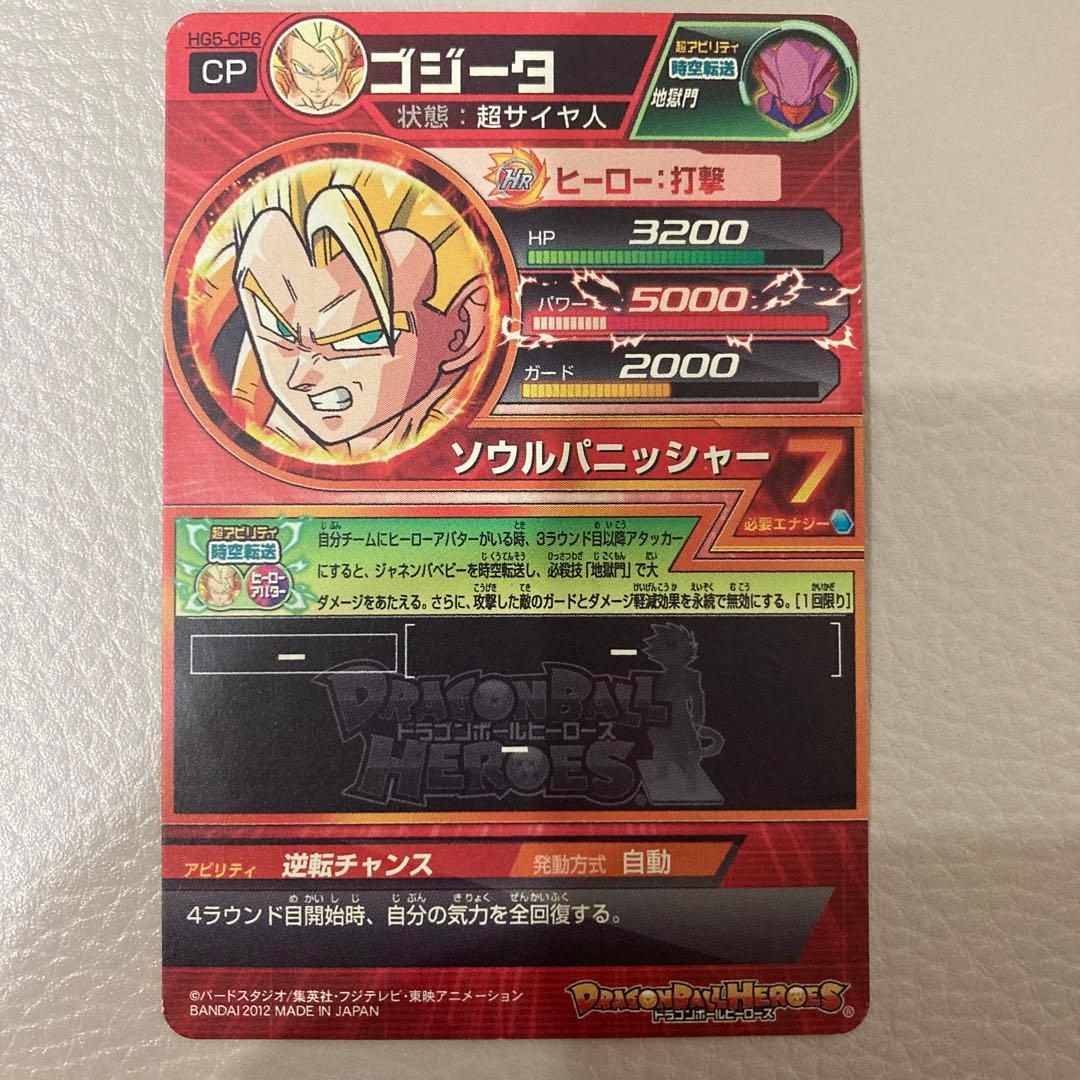 HG5-CP6
CP
ゴジータ
状態：超サイヤ人
超アビリティ
時空転送
地獄門
HR ヒーロー：打撃
HP 3200
パワー 5000
ガード 2000
ソウルパニッシャー 7
必要エナジー
超アビリティ
時空転送
ヒーロー
アバター
自分チームにヒーローアバターがいる時、3ラウンド目以降アタッカー
にすると、ジャネンバベビーを時空転送し、必殺技「地獄門」で大
ダメージをあたえる。さらに、攻撃した敵のガードとダメージ軽減効果を永続で無効にする。[1回限り]
ー
ー
ー
DRAGON BALL
ドラゴンボールヒーローズ
HEROES
アビリティ 逆転チャンス 発動方式 自動
4ラウンド目開始時、自分の気力を全回復する。
©バードスタジオ/集英社・フジテレビ・東映アニメーション
BANDAI 2012 MADE IN JAPAN
DRAGON BALL HEROES
ドラゴンボールヒーローズ